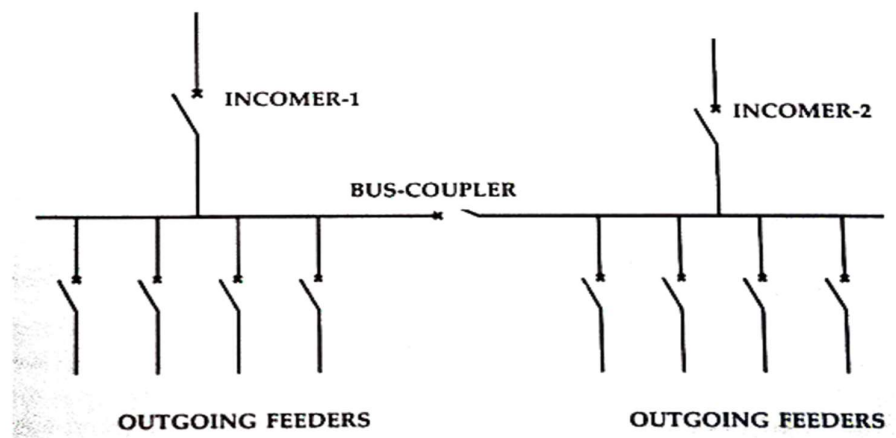 INCOMER-1
INCOMER-2
BUS-COUPLER
OUTGOING FEEDERS
OUTGOING FEEDERS